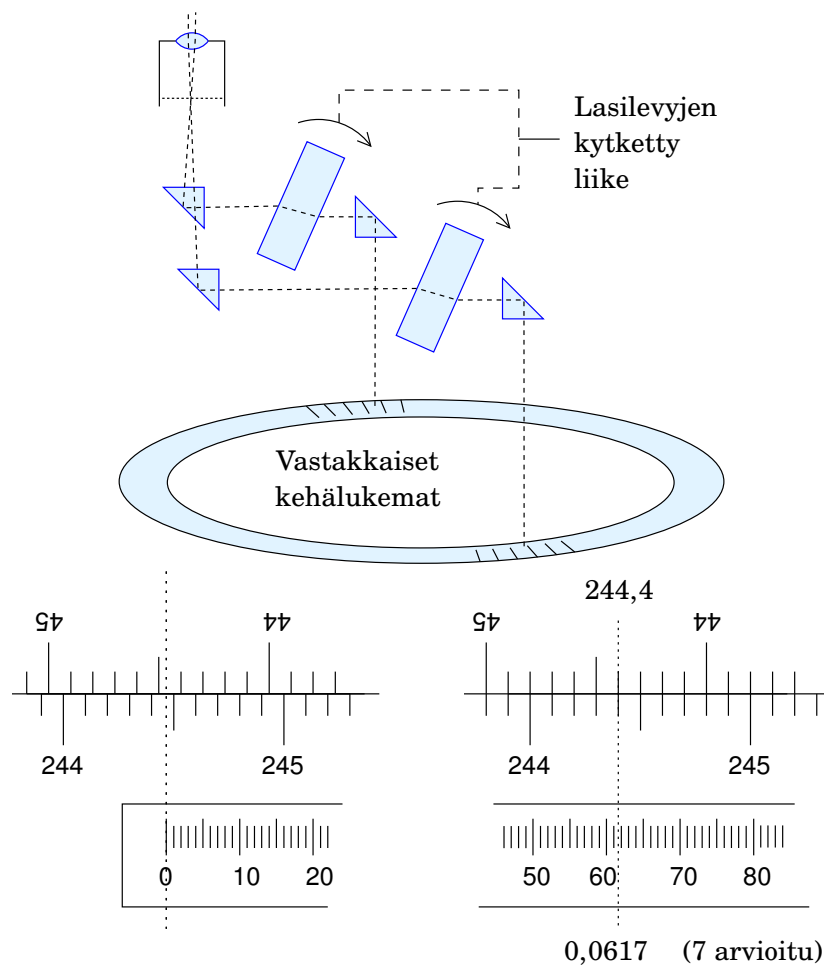 Lasilevyjen
kytketty
liike
Vastakkaiset
kehälukemat
244,4
45 44 45 44
244 245 244 245
0 10 20 50 60 70 80
0,0617 (7 arvioitu)